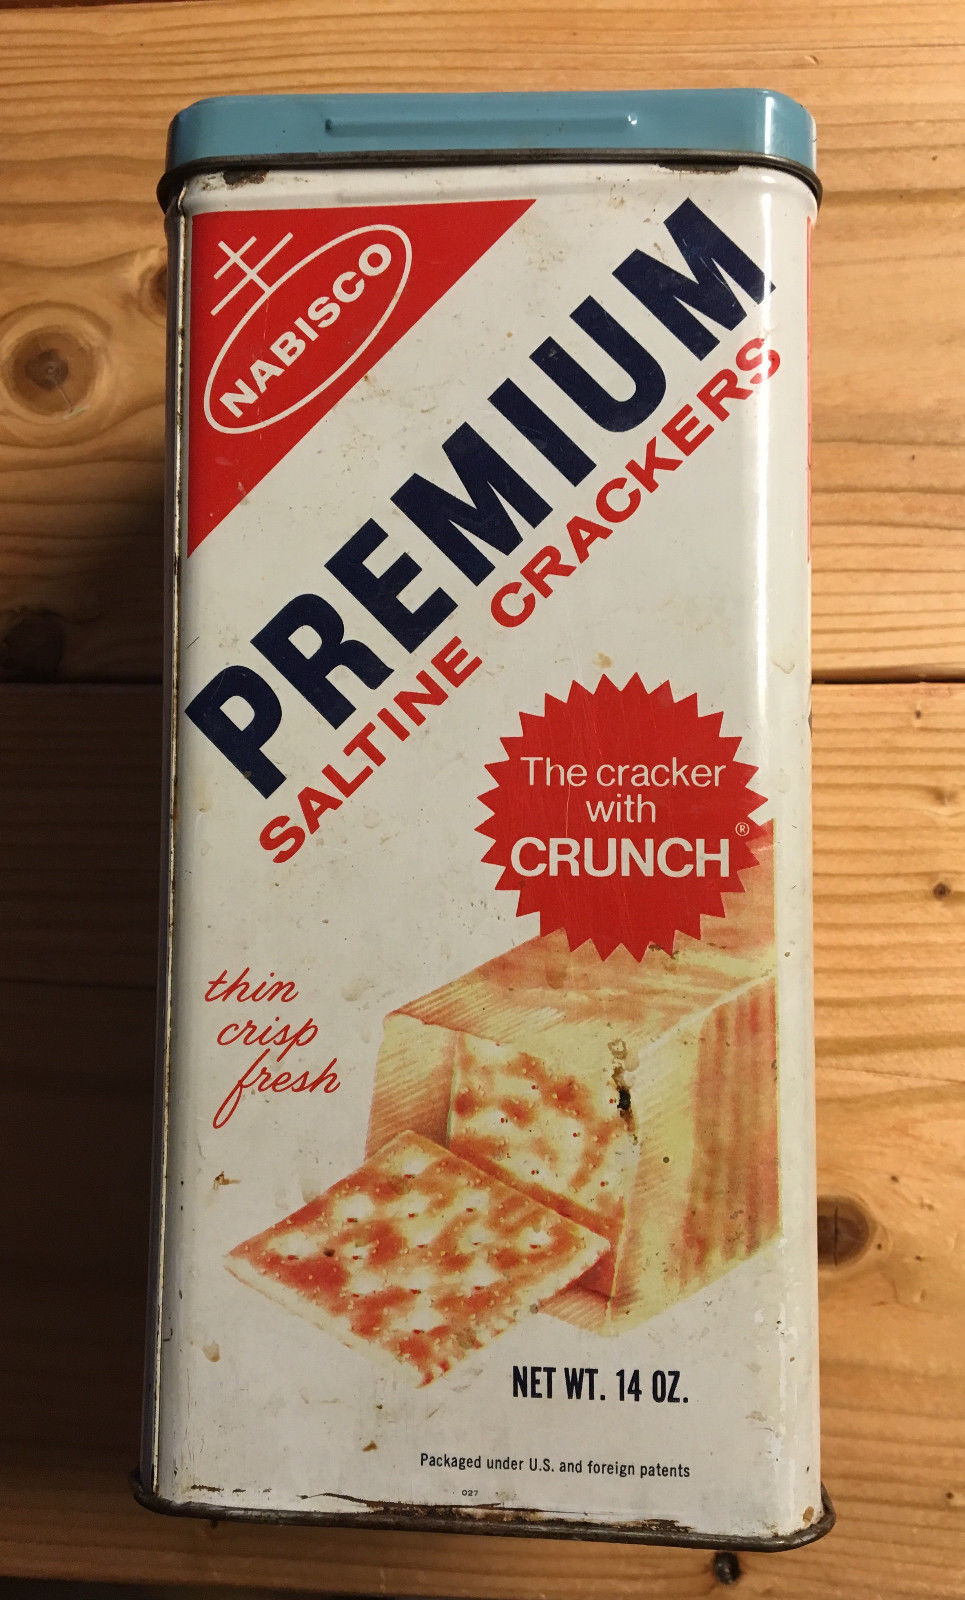 NABISCO
PREMIUM
SALTINE CRACKERS
The cracker
with
CRUNCH®
thin
crisp
fresh
NET WT. 14 OZ.
Packaged under U.S. and foreign patents
027